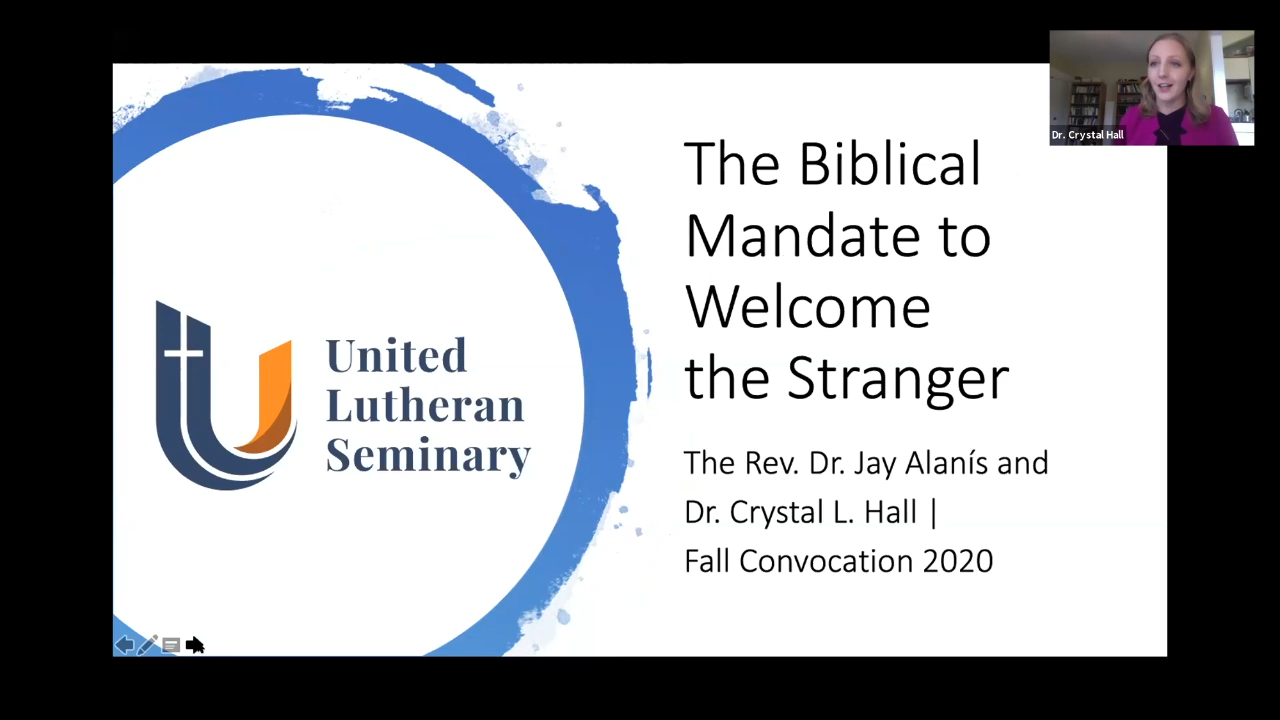 United
Lutheran
Seminary
The Biblical
Mandate to
Welcome
the Stranger
The Rev. Dr. Jay Alanís and
Dr. Crystal L. Hall |
Fall Convocation 2020
Dr. Crystal Hall